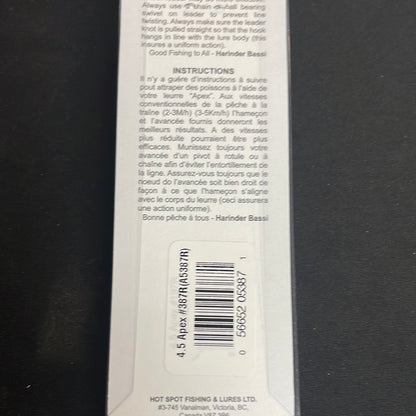 Always use chain or ball bearing
swivel on leader to prevent line
twisting. Always make sure the leader
knot is pulled straight so that the hook
hangs in line with the lure body (this
insures a uniform action).
Good Fishing to All - Harinder Bassi
INSTRUCTIONS
Il n'y a guère d'instructions à suivre
pout attraper des poissons à l'aide de
votre leurre "Apex". Aux vitesses
conventionelles de la pêche à la
traîne (2-3M/h) (3-5Km/h) l'hameçon
et l'avancée fournis donneront les
meilleurs résultats. A des vitesses
plus réduite pourraient être plus
efficaces. Munissez toujours votre
avancée d'un pivot à rotule ou à
chaîne afin d'éviter l'entortillement de
la ligne. Assurez-vous toujours que le
noeud do l'avancée soit bien droit de
façon à ce que l'hameçon s'aligne
avec le corps du leurre (ceci assurera
une action uniforme).
Bonne pêche à tous - Harinder Bassi
4.5 Apex #387R(A5387R)
0 56652 05387 1
HOT SPOT FISHING & LURES LTD.
#3-745 Vanalman, Victoria, BC,
Canada V8Z 3B6